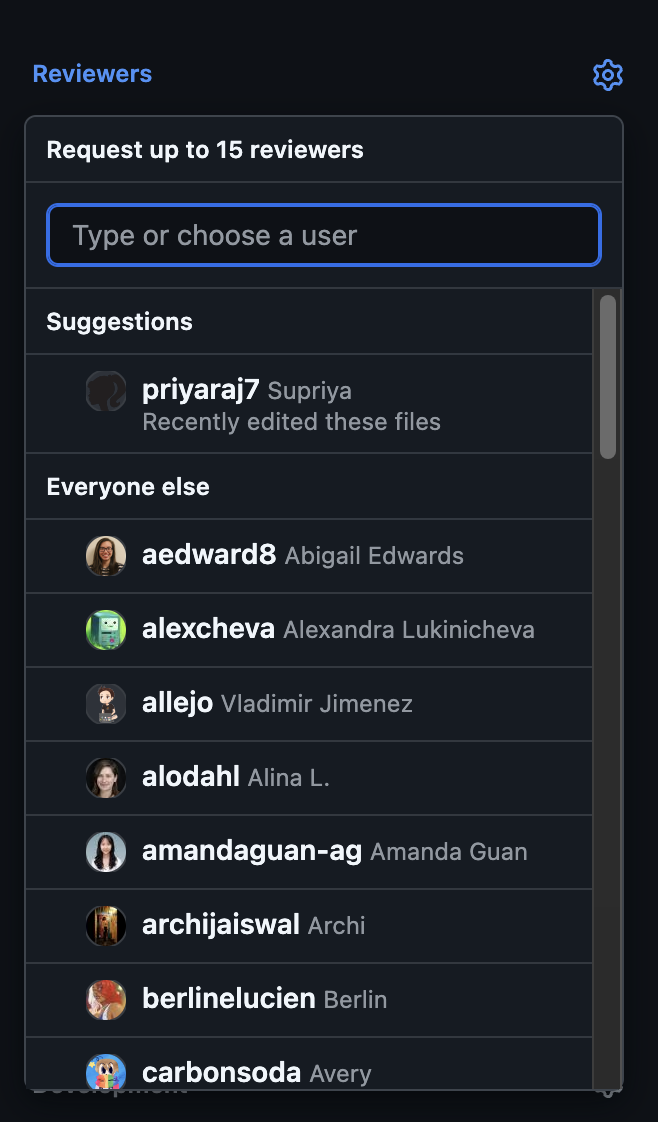 Reviewers
Request up to 15 reviewers
Type or choose a user
Suggestions
priyaraj7 Supriya
Recently edited these files
Everyone else
aedward8 Abigail Edwards
alexcheva Alexandra Lukinicheva
allejo Vladimir Jimenez
alodahl Alina L.
amandaguan-ag Amanda Guan
archijaiswal Archi
berlinelucien Berlin
carbonsoda Avery
Development